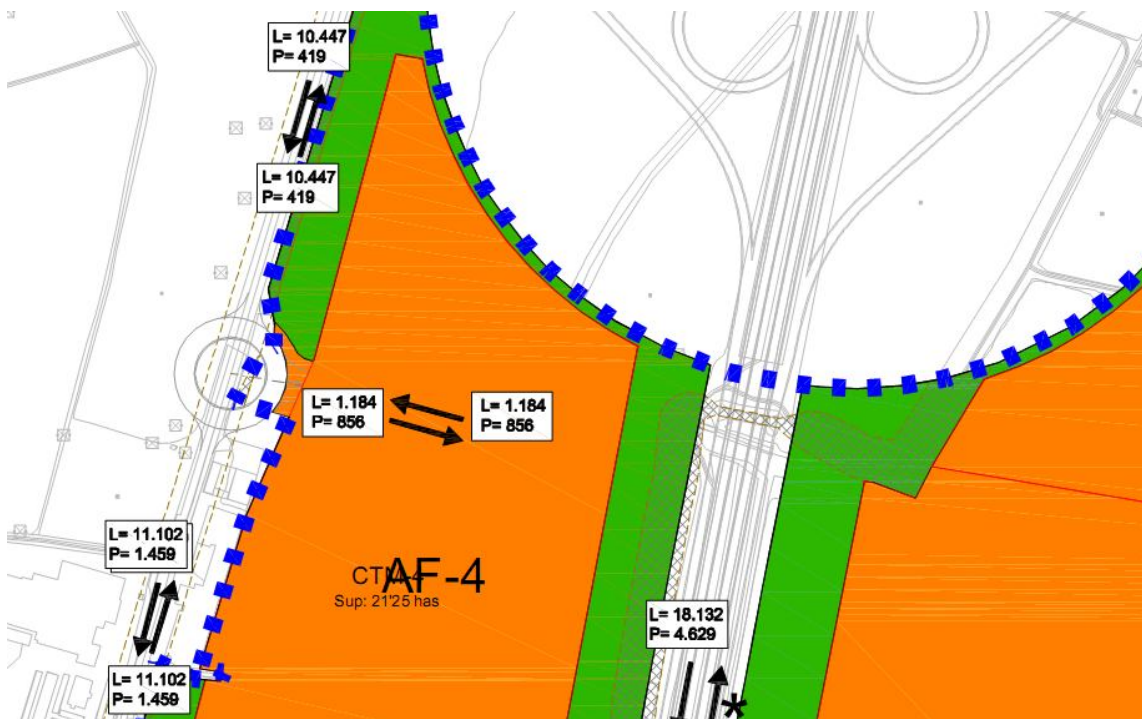 L= 10.447
P= 419
L= 10.447
P= 419
L= 1.184
P= 856
L= 1.184
P= 856
L= 11.102
P= 1.459
AF-4
Sup: 21'25 has
L= 18.132
P= 4.629
*
L= 11.102
P= 1.459